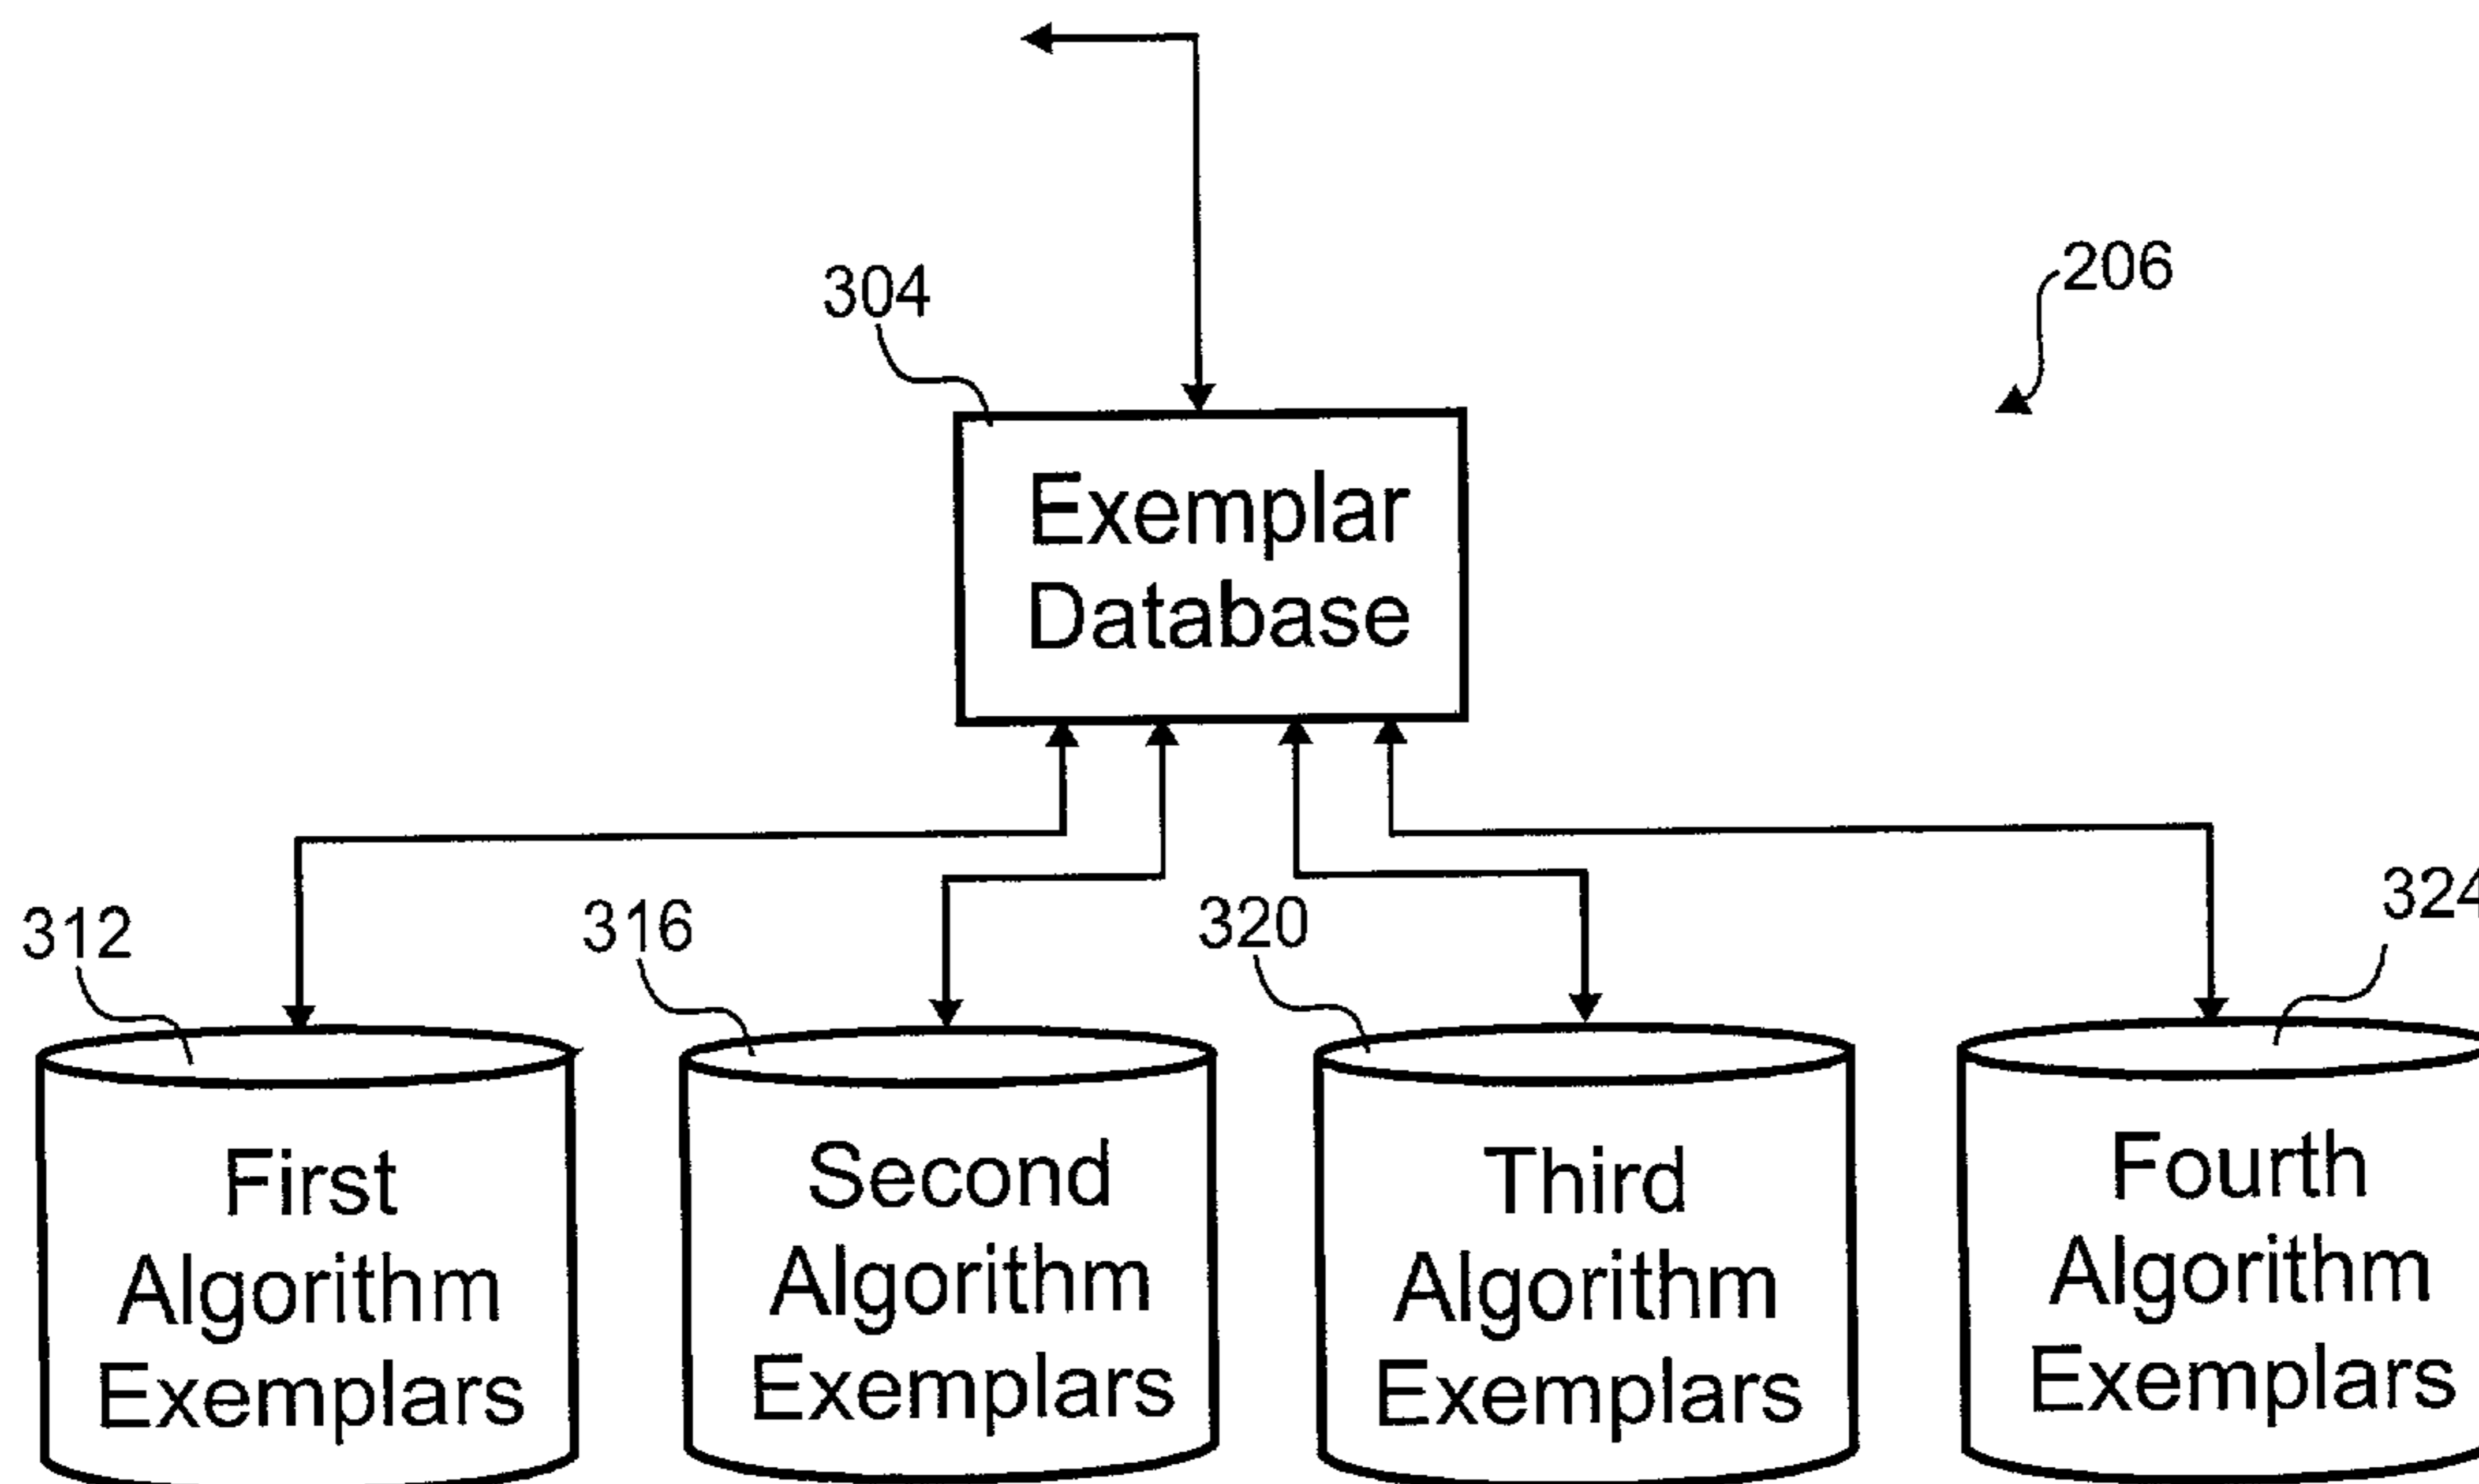 206
304
Exemplar
Database
312
316
320
324
First
Algorithm
Exemplars
Second
Algorithm
Exemplars
Third
Algorithm
Exemplars
Fourth
Algorithm
Exemplars